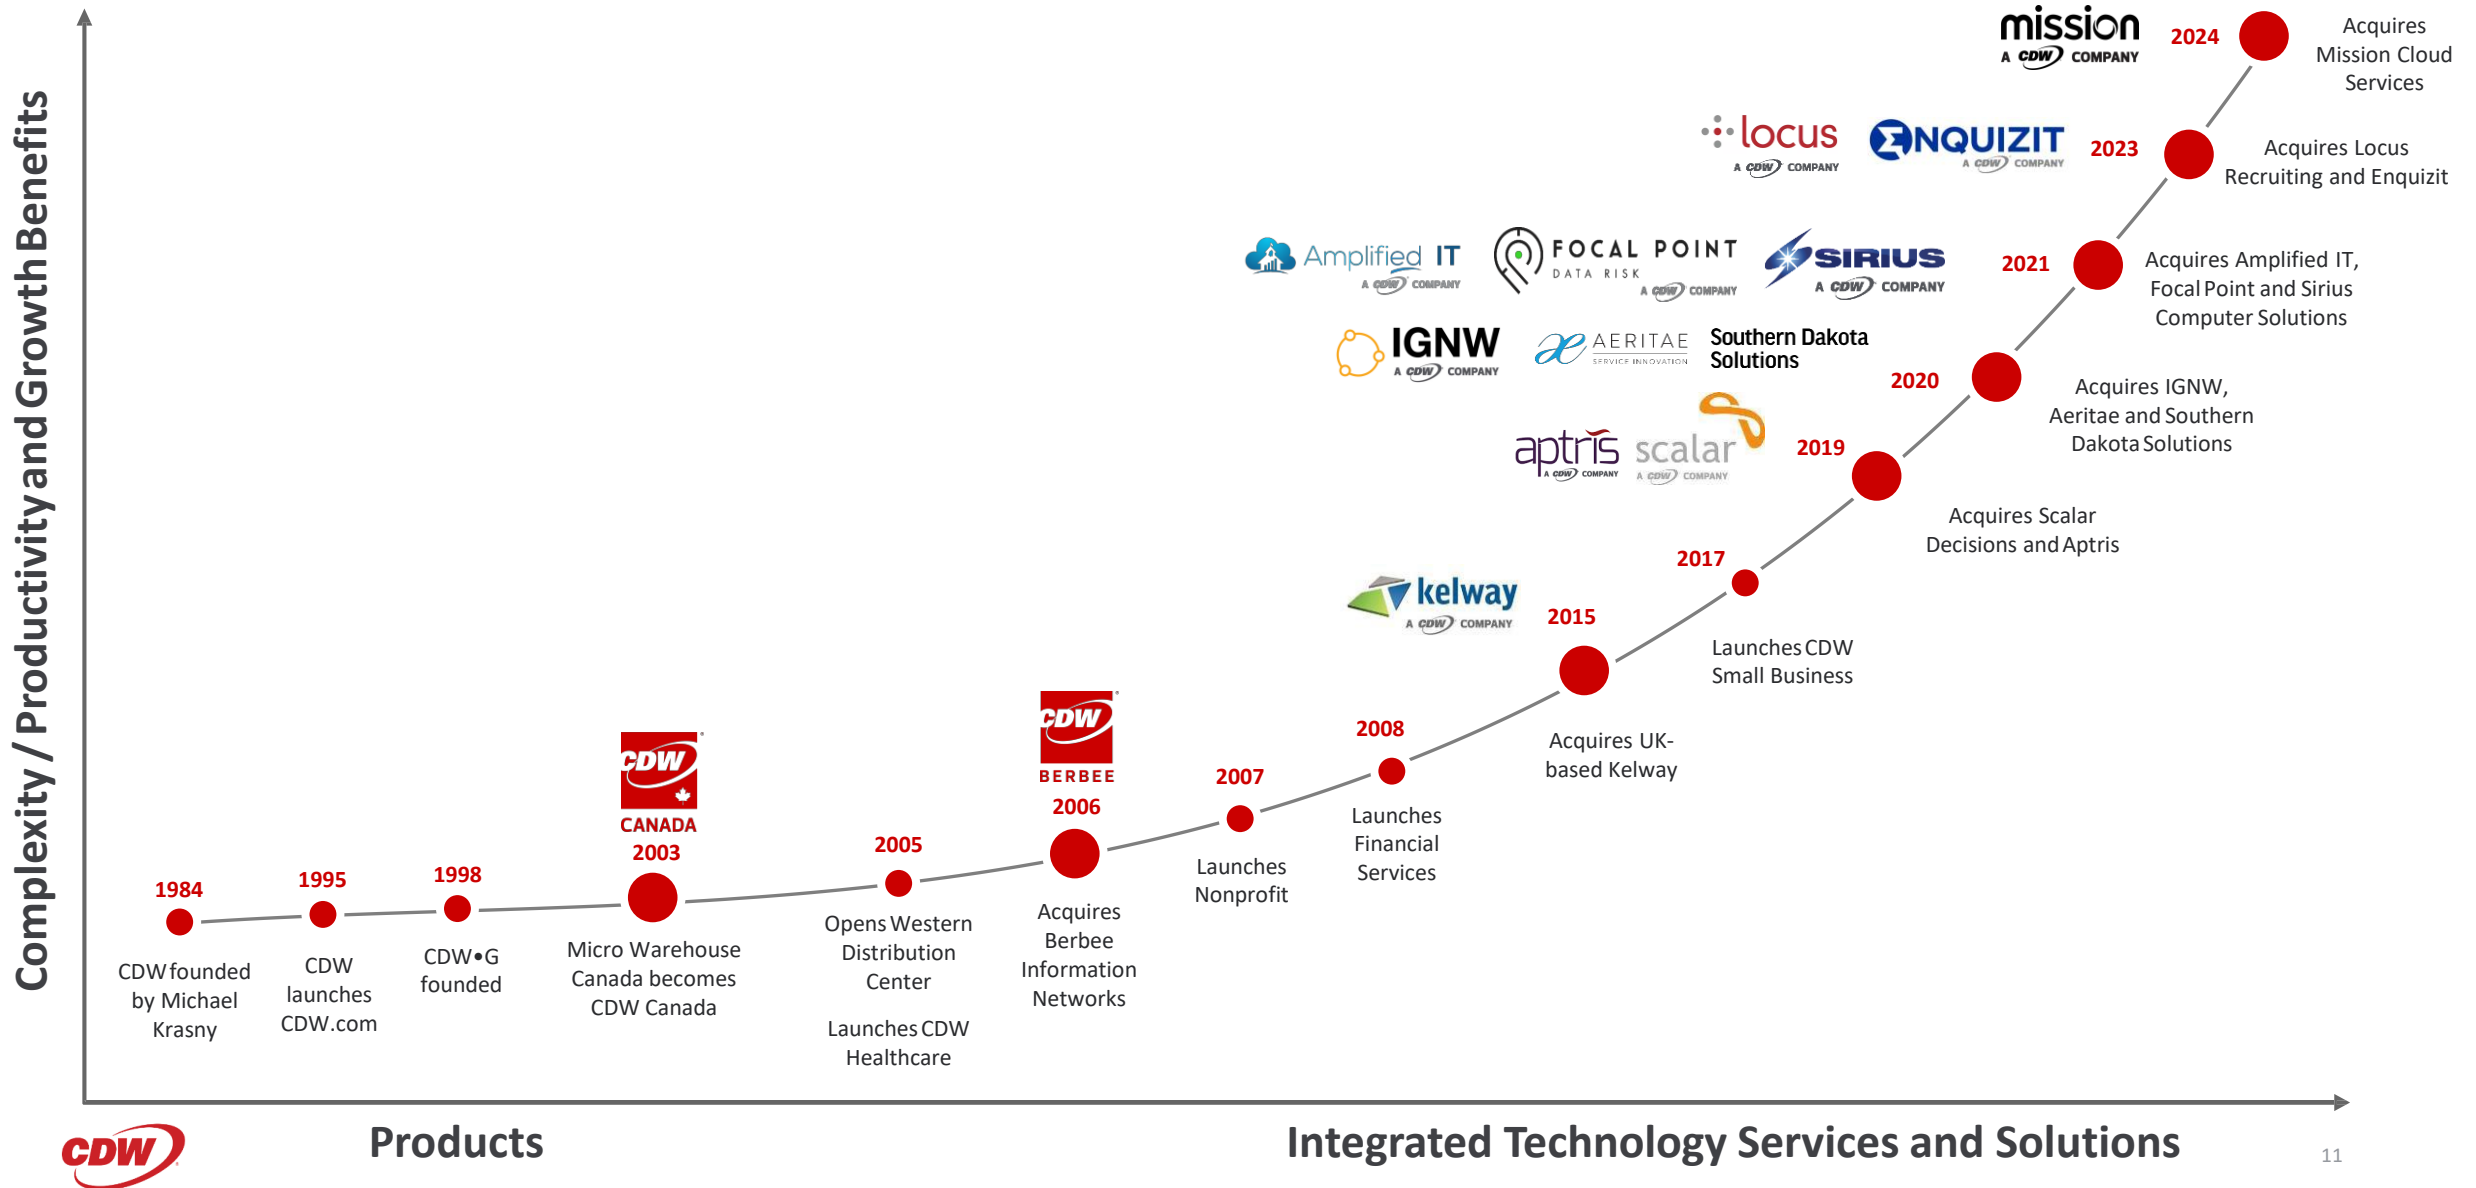 Complexity / Productivity and Growth Benefits
mission
A CDW COMPANY
2024
Acquires
Mission Cloud
Services
locus
A CDW COMPANY
ENQUIZIT
A CDW COMPANY
2023
Acquires Locus
Recruiting and Enquizit
Amplified IT
A CDW COMPANY
FOCAL POINT
DATA RISK
A CDW COMPANY
SIRIUS
A CDW COMPANY
2021
Acquires Amplified IT,
Focal Point and Sirius
Computer Solutions
IGNW
A CDW COMPANY
AERITAE
SERVICE INNOVATION
Southern Dakota
Solutions
2020
Acquires IGNW,
Aeritae and Southern
Dakota Solutions
aptris
A CDW COMPANY
scalar
A CDW COMPANY
2019
Acquires Scalar
Decisions and Aptris
2017
Launches CDW
Small Business
kelway
A CDW COMPANY
2015
Acquires UK-
based Kelway
2008
Launches
Financial
Services
2007
Launches
Nonprofit
CDW
BERBEE
2006
Acquires
Berbee
Information
Networks
2005
Opens Western
Distribution
Center
Launches CDW
Healthcare
CDW
CANADA
2003
Micro Warehouse
Canada becomes
CDW Canada
1998
CDW•G
founded
1995
CDW
launches
CDW.com
1984
CDW founded
by Michael
Krasny
CDW
Products
Integrated Technology Services and Solutions
11